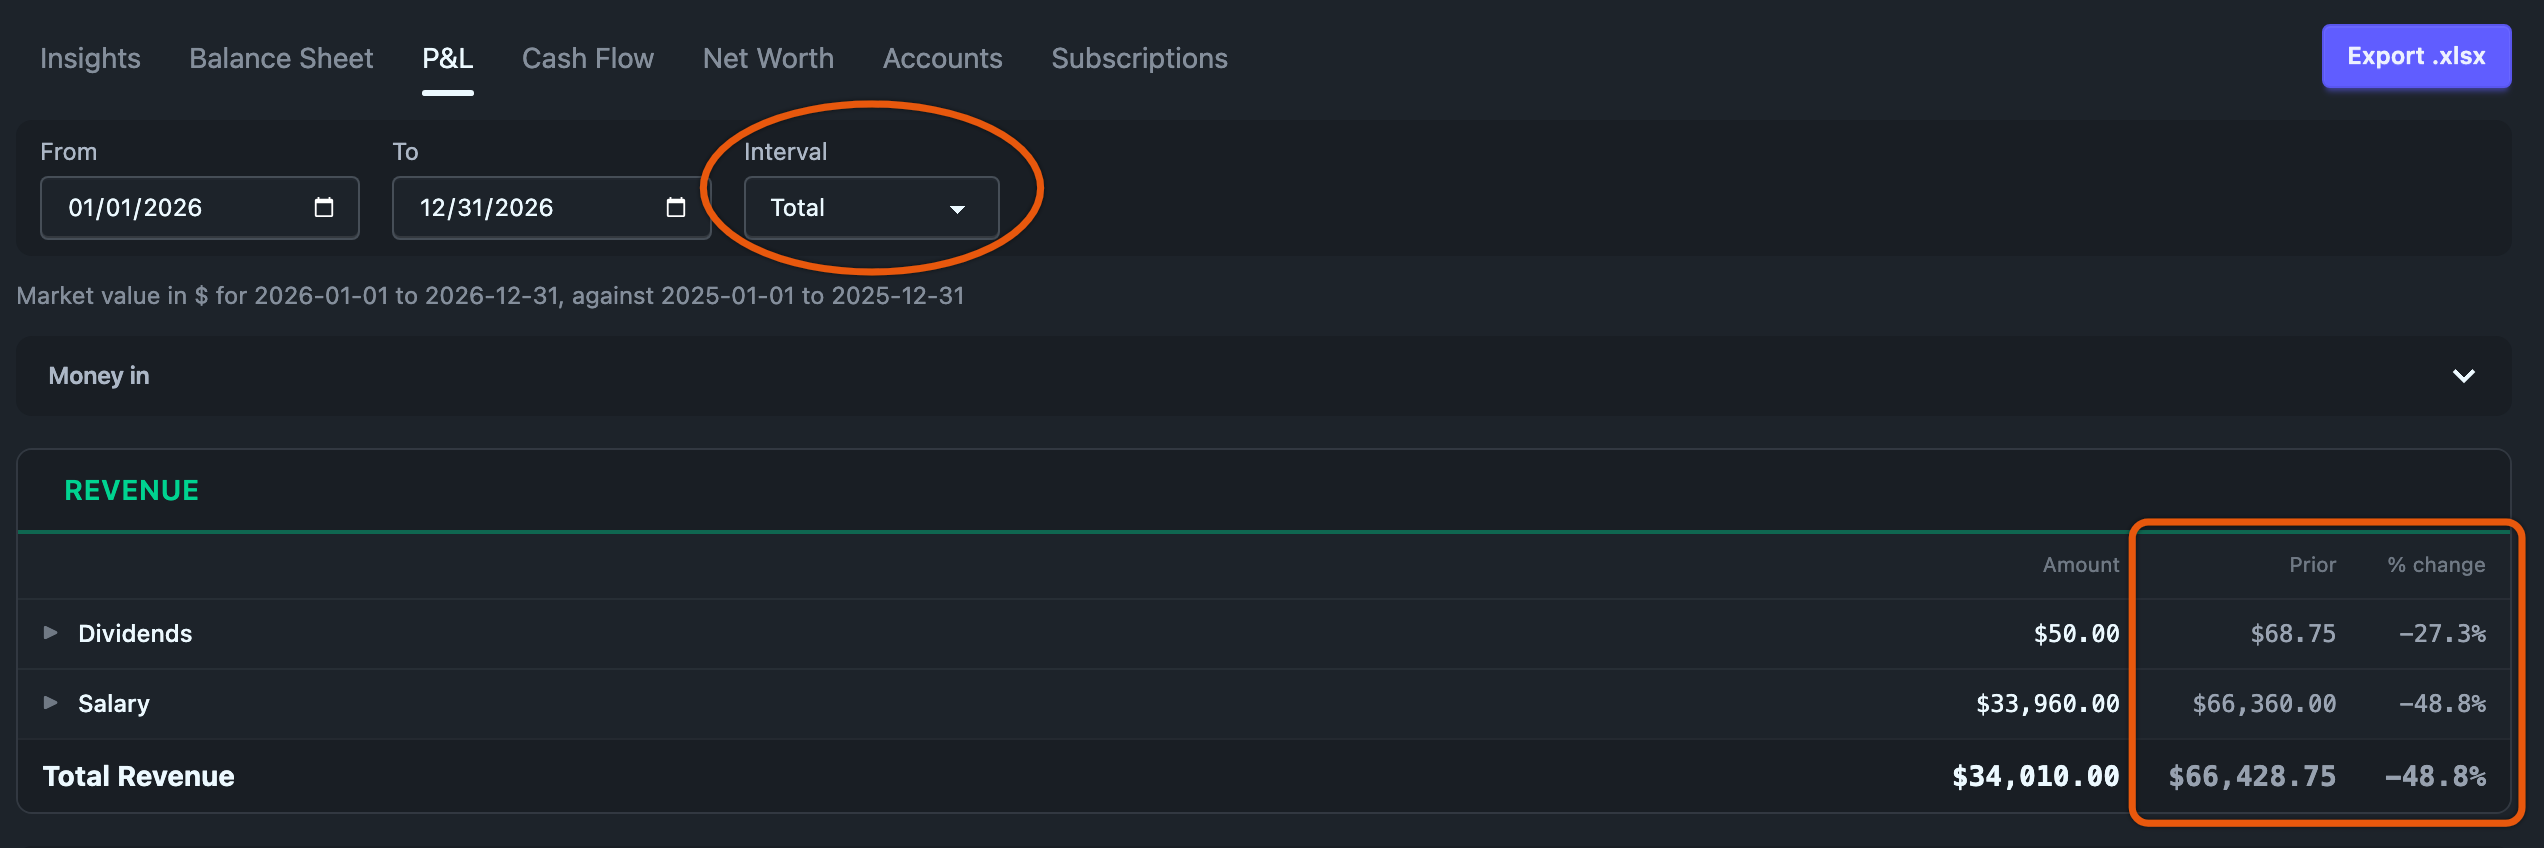 Insights Balance Sheet P&L Cash Flow Net Worth Accounts Subscriptions Export .xlsx
From To Interval
01/01/2026 12/31/2026 Total
Market value in $ for 2026-01-01 to 2026-12-31, against 2025-01-01 to 2025-12-31
Money in
REVENUE
Amount Prior % change
Dividends $50.00 $68.75 −27.3%
Salary $33,960.00 $66,360.00 −48.8%
Total Revenue $34,010.00 $66,428.75 −48.8%